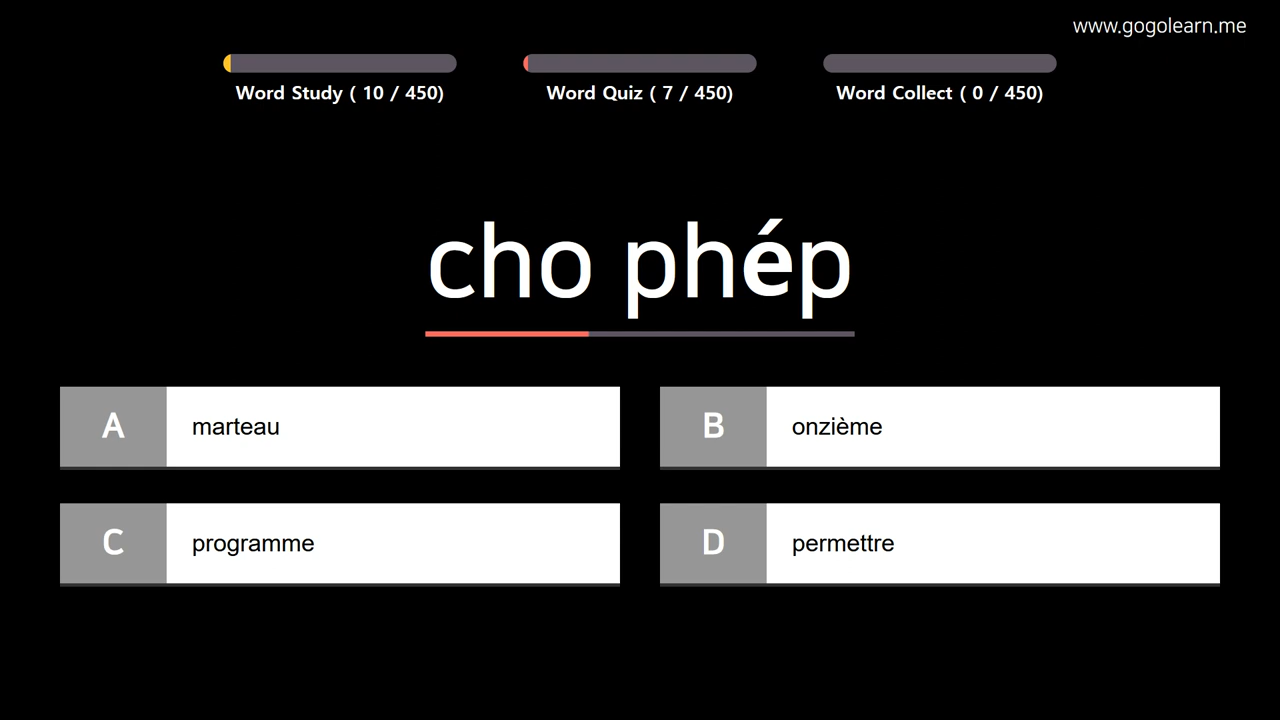 www.gogolearn.me
Word Study ( 10 / 450)
Word Quiz ( 7 / 450)
Word Collect ( 0 / 450)
cho phép
A marteau
B onzième
C programme
D permettre